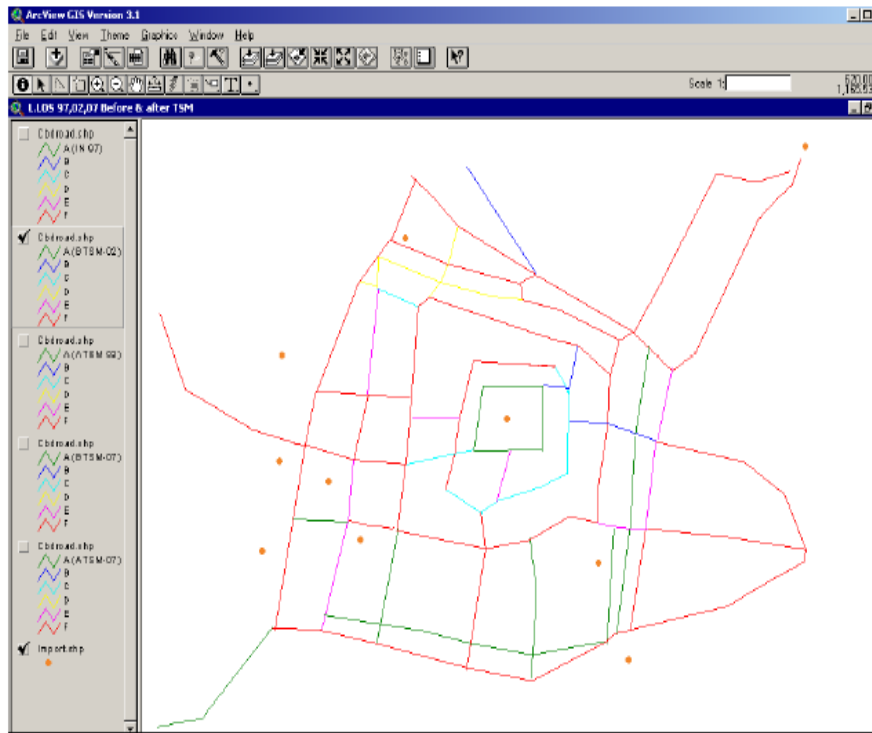 ArcView GIS Version 3.1
File Edit View Theme Graphics Window Help
Scale 1:
520.00
L.LOS 97,02,07 Before & after TSM
Cbdroad.shp
A (IN 97)
B
C
D
E
F
Cbdroad.shp
A(BTSM-02)
B
C
D
E
F
Cbdroad.shp
B
C
D
E
F
Cbdroad.shp
A(BTSM-07)
B
C
D
E
F
Cbdroad.shp
A(ATSM-07)
B
C
D
E
F
Import.shp